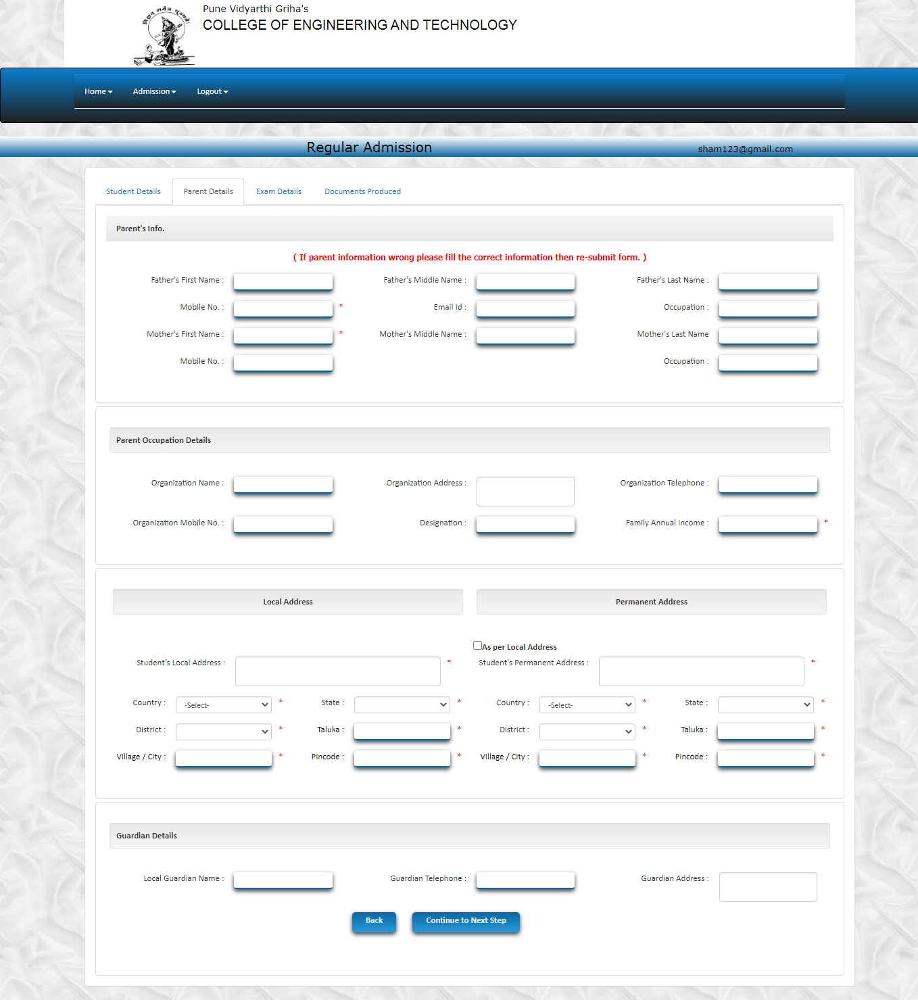 विद्वान सर्वत्र पूज्यते
Pune Vidyarthi Griha's
COLLEGE OF ENGINEERING AND TECHNOLOGY
Home Admission Logout
Regular Admission sham123@gmail.com
Student Details Parent Details Exam Details Documents Produced
Parent's Info.
( If parent information wrong please fill the correct information then re-submit form. )
Father's First Name : Father's Middle Name : Father's Last Name :
Mobile No. : * Email Id : Occupation :
Mother's First Name : * Mother's Middle Name : Mother's Last Name
Mobile No. : Occupation :
Parent Occupation Details
Organization Name : Organization Address : Organization Telephone :
Organization Mobile No. : Designation : Family Annual Income : *
Local Address Permanent Address
As per Local Address
Student's Local Address : * Student's Permanent Address : *
Country : -Select- * State : * Country : -Select- * State : *
District : * Taluka : * District : * Taluka : *
Village / City : * Pincode : * Village / City : * Pincode : *
Guardian Details
Local Guardian Name : Guardian Telephone : Guardian Address :
Back Continue to Next Step